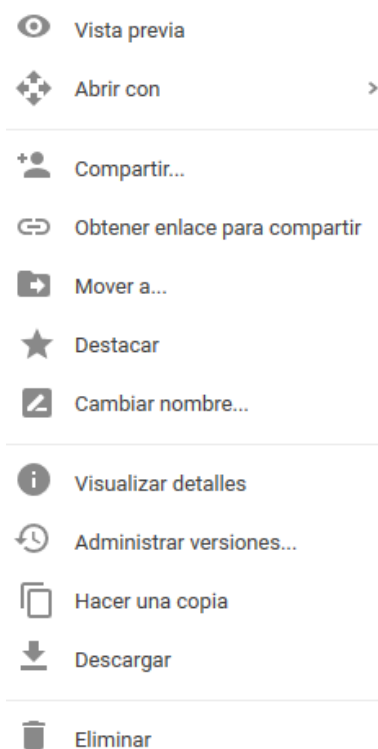 Vista previa
Abrir con
Compartir...
Obtener enlace para compartir
Mover a...
Destacar
Cambiar nombre...
Visualizar detalles
Administrar versiones...
Hacer una copia
Descargar
Eliminar